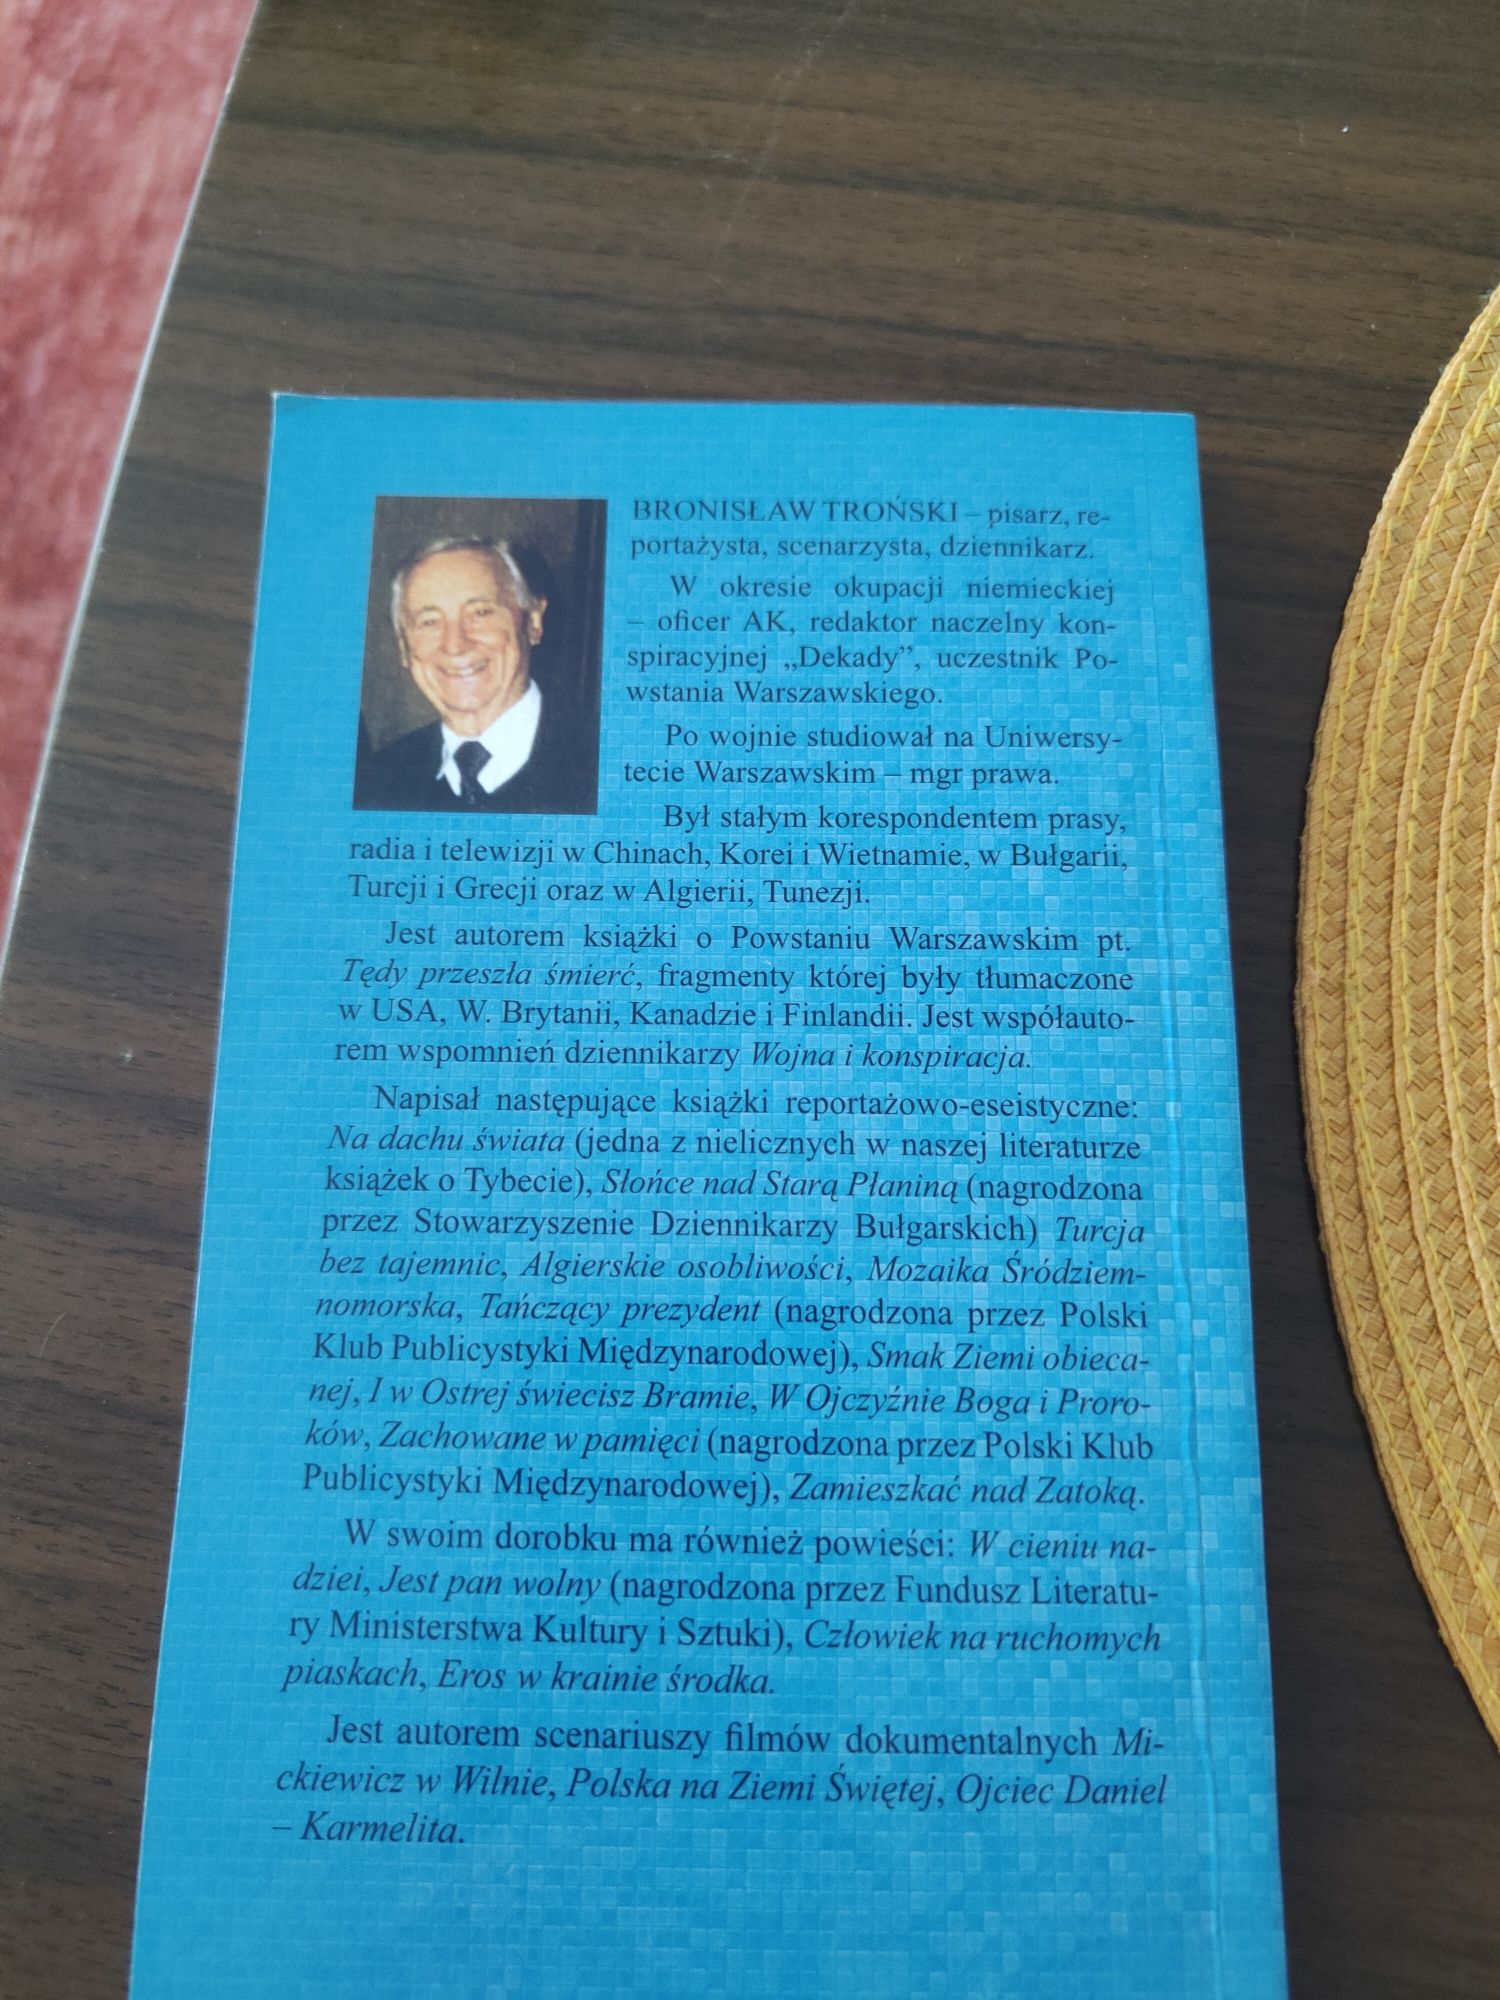 BRONISŁAW TROŃSKI – pisarz, re-
portażysta, scenarzysta, dziennikarz.
W okresie okupacji niemieckiej
– oficer AK, redaktor naczelny kon-
spiracyjnej „Dekady”, uczestnik Po-
wstania Warszawskiego.
Po wojnie studiował na Uniwersy-
tecie Warszawskim – mgr prawa.
Był stałym korespondentem prasy,
radia i telewizji w Chinach, Korei i Wietnamie, w Bułgarii,
Turcji i Grecji oraz w Algierii, Tunezji.
Jest autorem książki o Powstaniu Warszawskim pt.
Tędy przeszła śmierć, fragmenty której były tłumaczone
w USA, W. Brytanii, Kanadzie i Finlandii. Jest współauto-
rem wspomnień dziennikarzy Wojna i konspiracja.
Napisał następujące książki reportażowo-eseistyczne:
Na dachu świata (jedna z nielicznych w naszej literaturze
książek o Tybecie), Słońce nad Starą Płaniną (nagrodzona
przez Stowarzyszenie Dziennikarzy Bułgarskich) Turcja
bez tajemnic, Algierskie osobliwości, Mozaika Śródziem-
nomorska, Tańczący prezydent (nagrodzona przez Polski
Klub Publicystyki Międzynarodowej), Smak Ziemi obieca-
nej, I w Ostrej świecisz Bramie, W Ojczyźnie Boga i Proro-
ków, Zachowane w pamięci (nagrodzona przez Polski Klub
Publicystyki Międzynarodowej), Zamieszkać nad Zatoką.
W swoim dorobku ma również powieści: W cieniu na-
dziei, Jest pan wolny (nagrodzona przez Fundusz Literatu-
ry Ministerstwa Kultury i Sztuki), Człowiek na ruchomych
piaskach, Eros w krainie środka.
Jest autorem scenariuszy filmów dokumentalnych Mi-
ckiewicz w Wilnie, Polska na Ziemi Świętej, Ojciec Daniel
– Karmelita.